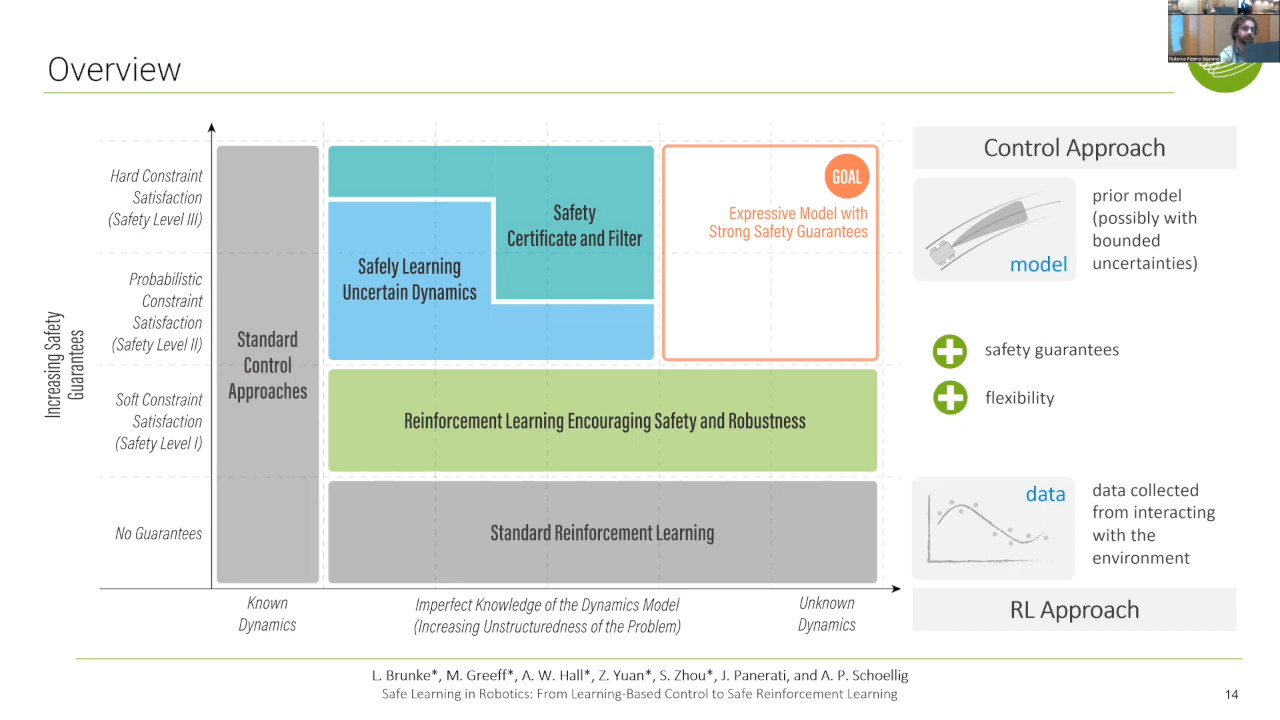 Overview
Increasing Safety
Guarantees
Hard Constraint
Satisfaction
(Safety Level III)
Probabilistic
Constraint
Satisfaction
(Safety Level II)
Soft Constraint
Satisfaction
(Safety Level I)
No Guarantees
Standard
Control
Approaches
Safely Learning
Uncertain Dynamics
Safety
Certificate and Filter
GOAL
Expressive Model with
Strong Safety Guarantees
Reinforcement Learning Encouraging Safety and Robustness
Standard Reinforcement Learning
Known
Dynamics
Imperfect Knowledge of the Dynamics Model
(Increasing Unstructuredness of the Problem)
Unknown
Dynamics
Control Approach
model
prior model
(possibly with
bounded
uncertainties)
safety guarantees
flexibility
data
data collected
from interacting
with the
environment
RL Approach
L. Brunke*, M. Greeff*, A. W. Hall*, Z. Yuan*, S. Zhou*, J. Panerati, and A. P. Schoellig
Safe Learning in Robotics: From Learning-Based Control to Safe Reinforcement Learning
14